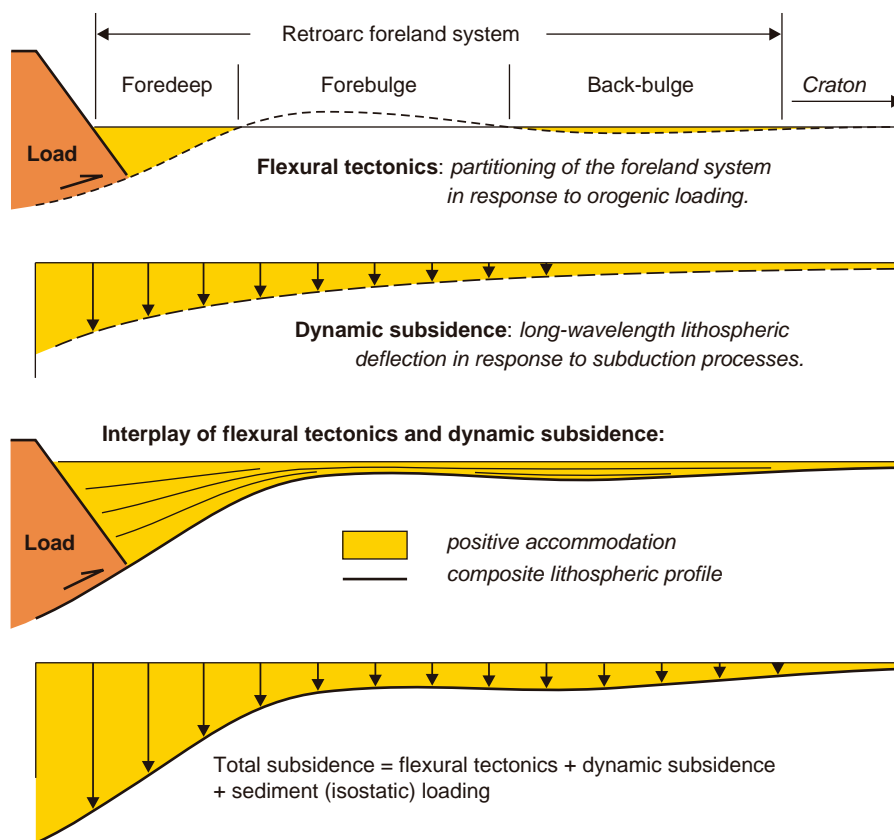 Retroarc foreland system
Foredeep
Forebulge
Back-bulge
Craton
Load
Flexural tectonics: partitioning of the foreland system
in response to orogenic loading.
Dynamic subsidence: long-wavelength lithospheric
deflection in response to subduction processes.
Interplay of flexural tectonics and dynamic subsidence:
Load
positive accommodation
composite lithospheric profile
Total subsidence = flexural tectonics + dynamic subsidence
+ sediment (isostatic) loading